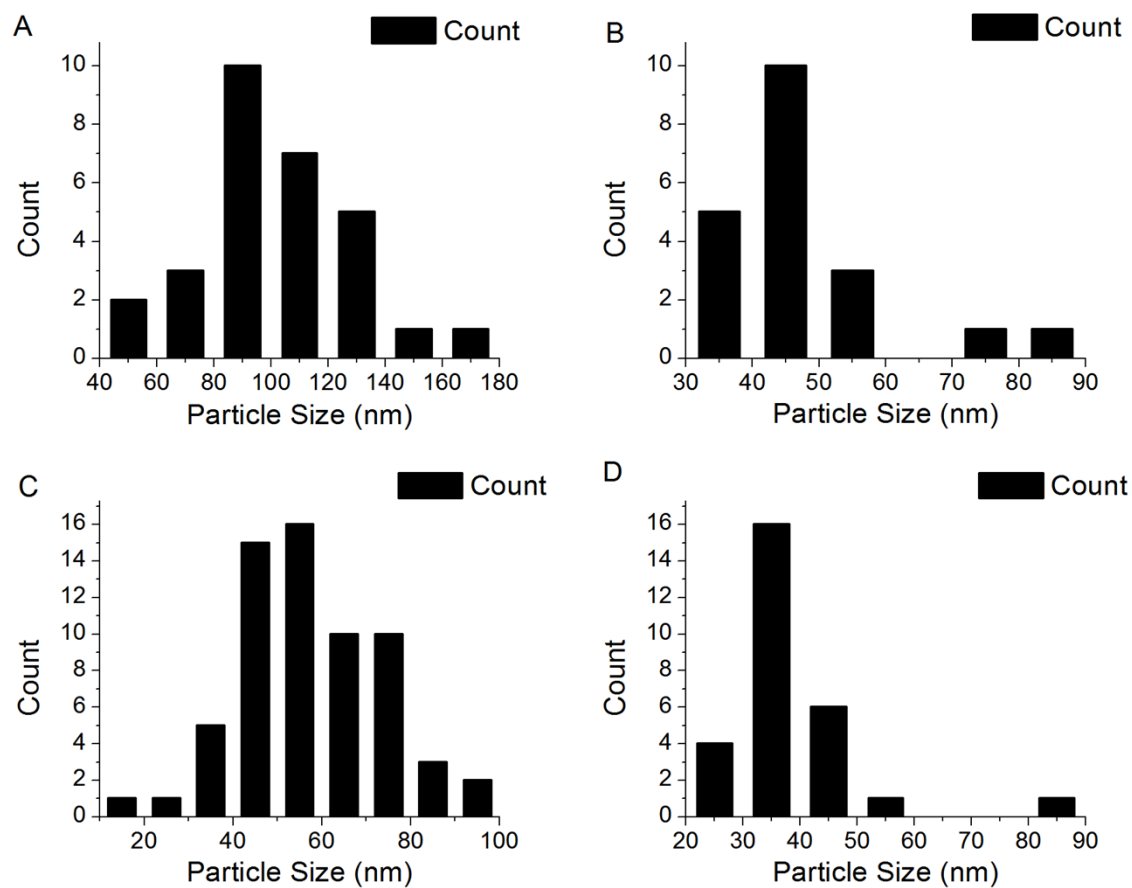 A
Count
10
8
6
4
2
0
Count
40 60 80 100 120 140 160 180
Particle Size (nm)
B
Count
10
8
6
4
2
0
Count
30 40 50 60 70 80 90
Particle Size (nm)
C
Count
16
14
12
10
8
6
4
2
0
Count
20 40 60 80 100
Particle Size (nm)
D
Count
16
14
12
10
8
6
4
2
0
Count
20 30 40 50 60 70 80 90
Particle Size (nm)